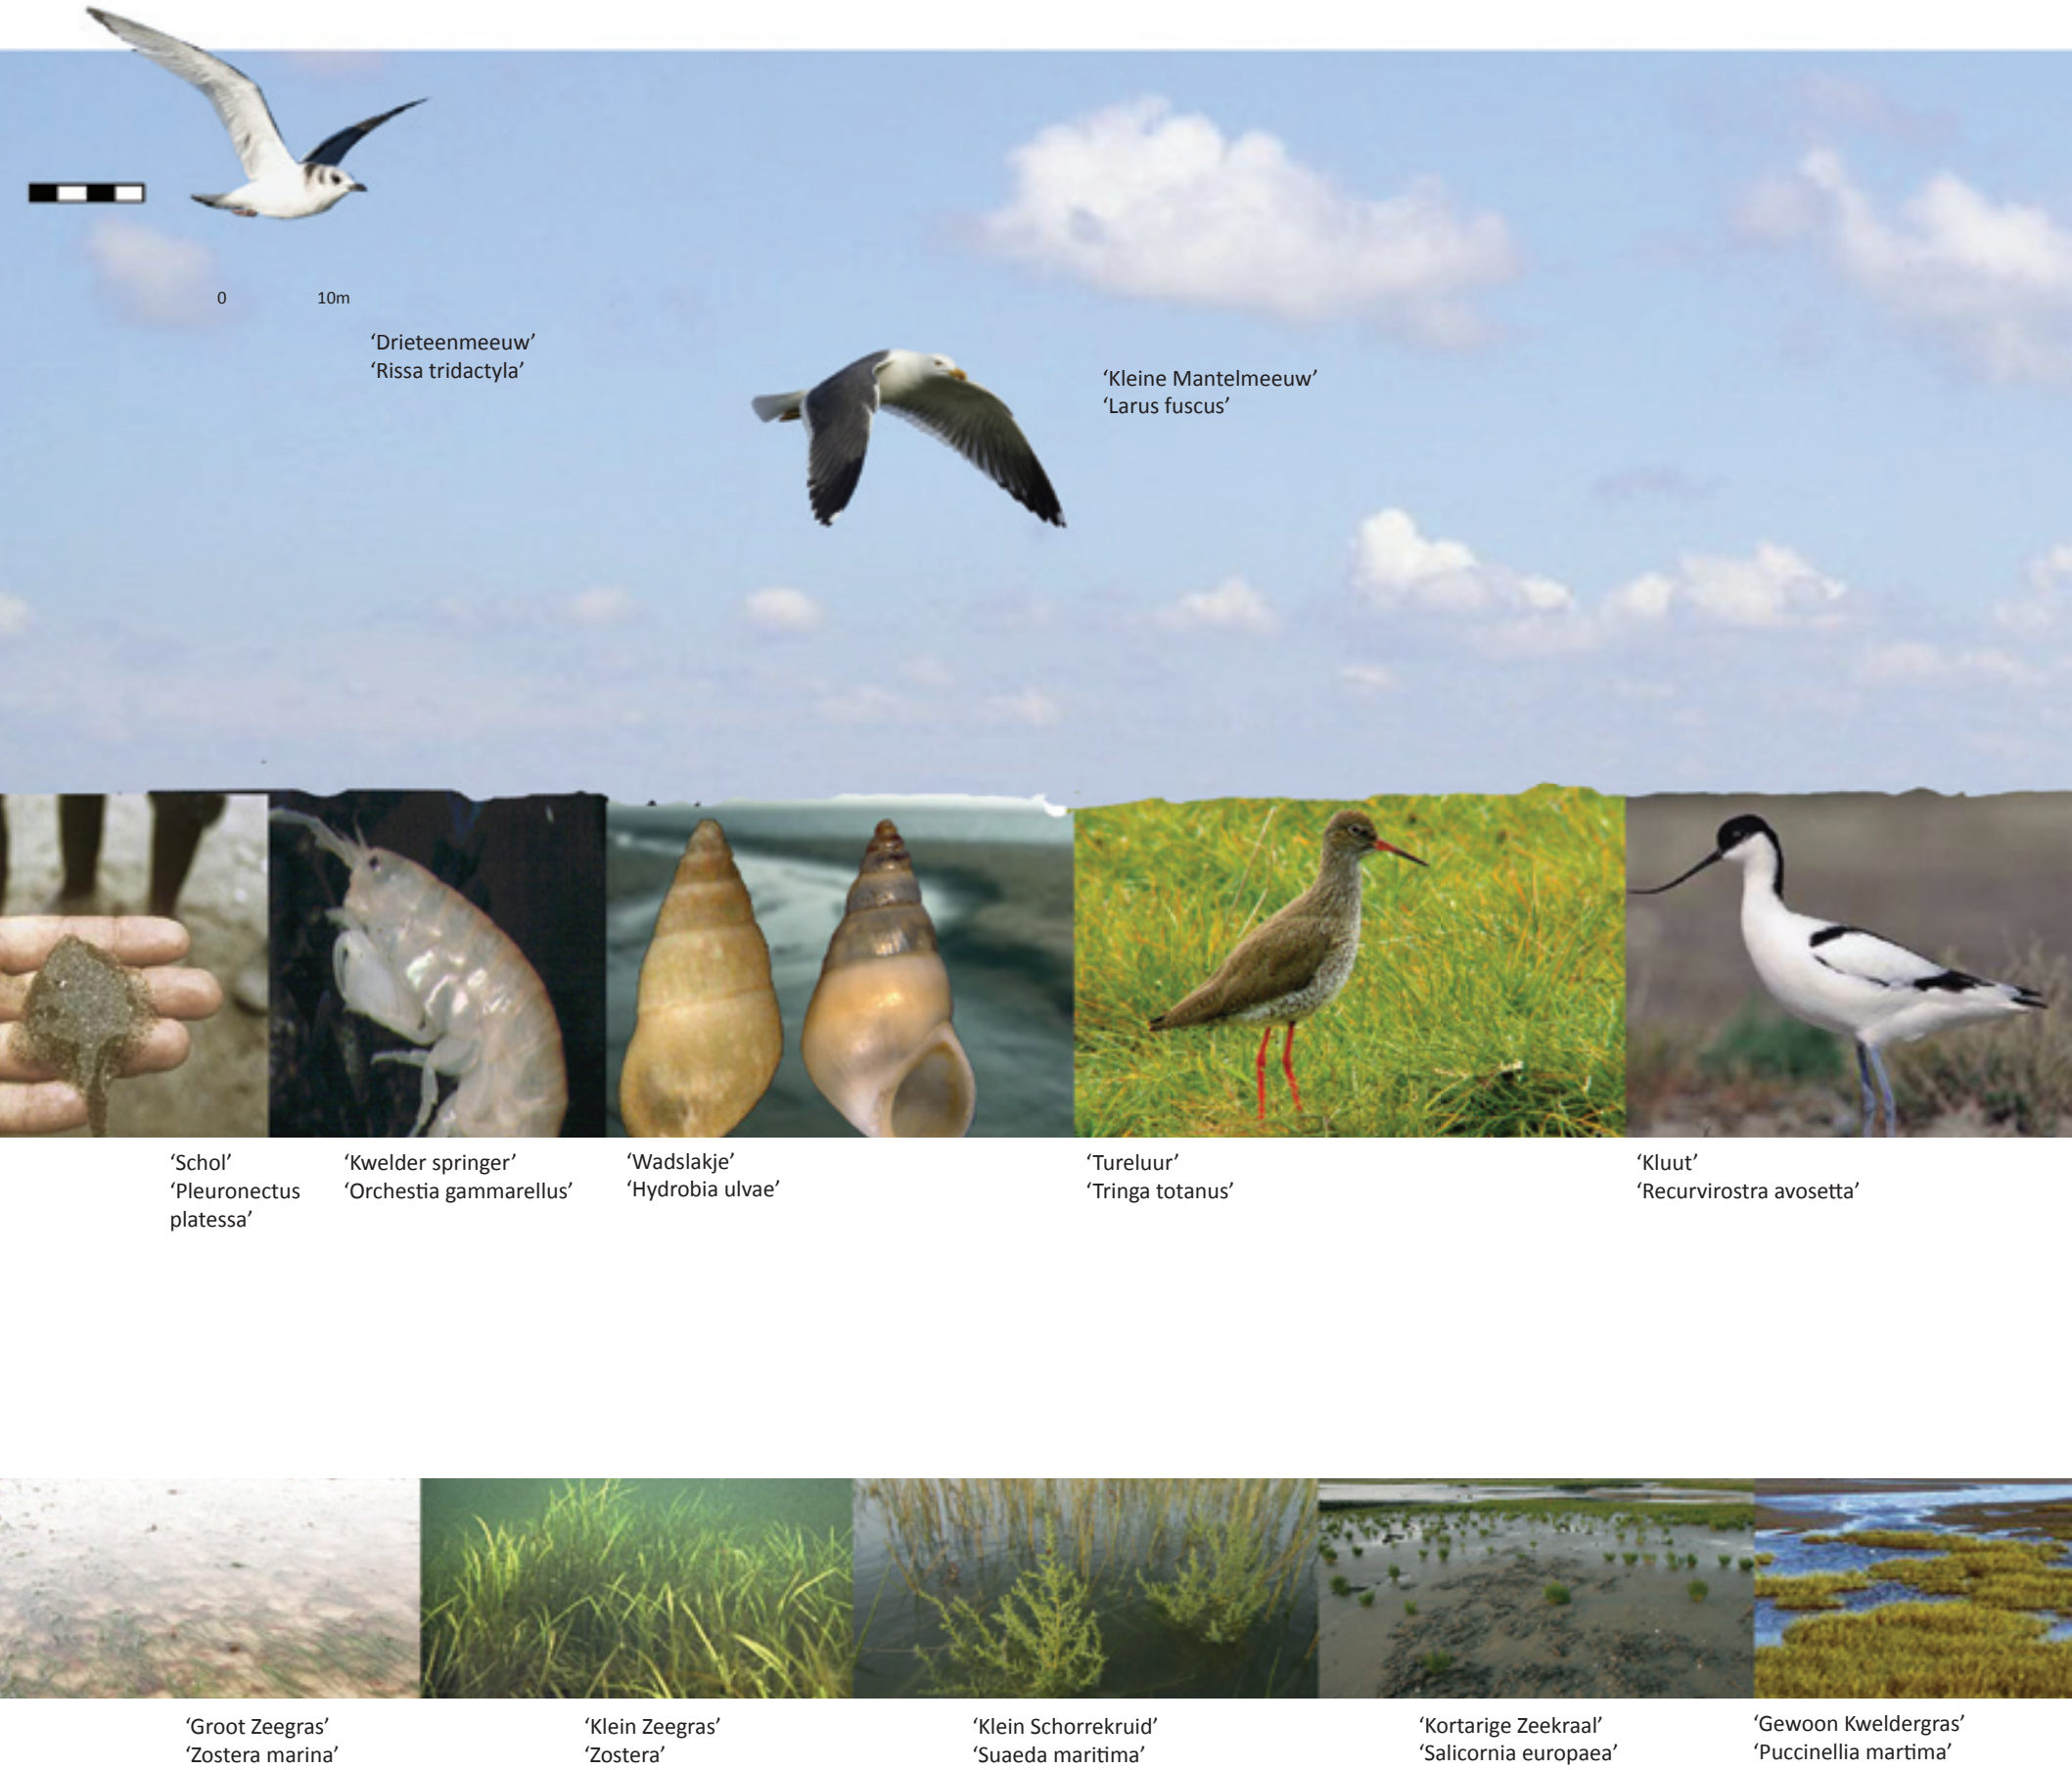 0 10m
‘Drieteenmeeuw’
‘Rissa tridactyla’
‘Kleine Mantelmeeuw’
‘Larus fuscus’
‘Schol’
‘Pleuronectus
platessa’
‘Kwelder springer’
‘Orchestia gammarellus’
‘Wadslakje’
‘Hydrobia ulvae’
‘Tureluur’
‘Tringa totanus’
‘Kluut’
‘Recurvirostra avosetta’
‘Groot Zeegras’
‘Zostera marina’
‘Klein Zeegras’
‘Zostera’
‘Klein Schorrekruid’
‘Suaeda maritima’
‘Kortarige Zeekraal’
‘Salicornia europaea’
‘Gewoon Kweldergras’
‘Puccinellia martima’